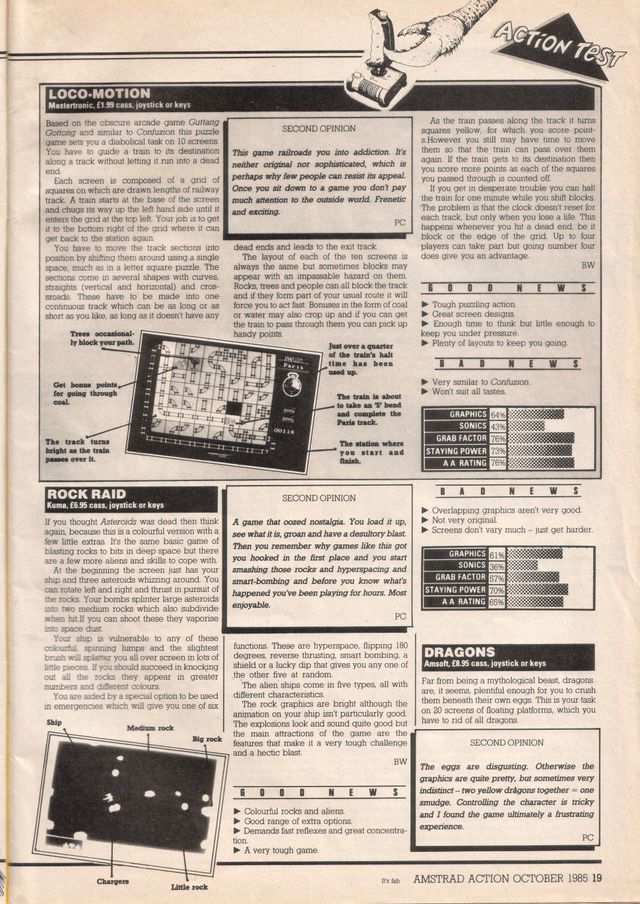 ACTION TEST
LOCO-MOTION
Mastertronic, £1.99 cass, joystick or keys
Based on the obscure arcade game Guttang
Gottong and similar to Confuzion this puzzle
game sets you a diabolical task on 10 screens.
You have to guide a train to its destination
along a track without letting it run into a dead
end.
Each screen is composed of a grid of
squares on which are drawn lengths of railway
track. A train starts at the base of the screen
and chugs its way up the left hand side until it
enters the grid at the top left. Your job is to get
it to the bottom right of the grid where it can
get back to the station again.
You have to move the track sections into
position by shifting them around using a single
space, much as in a letter square puzzle. The
sections come in several shapes with curves,
straights (vertical and horizontal) and cros-
sroads. These have to be made into one
continuous track which can be as long or as
short as you like, as long as it doesn't have any
SECOND OPINION
This game railroads you into addiction. It's
neither original nor sophisticated, which is
perhaps why few people can resist its appeal.
Once you sit down to a game you don't pay
much attention to the outside world. Frenetic
and exciting.
PC
dead ends and leads to the exit track.
The layout of each of the ten screens is
always the same but sometimes blocks may
appear with an impassable hazard on them.
Rocks, trees and people can all block the track
and if they form part of your usual route it will
force you to act fast. Bonuses in the form of coal
or water may also crop up and if you can get
the train to pass through them you can pick up
handy points.
As the train passes along the track it turns
squares yellow, for which you score point-
s.However you still may have time to move
them so that the train can pass over them
again. If the train gets to its destination then
you score more points as each of the squares
you passed through is counted off.
If you get in desperate trouble you can halt
the train for one minute while you shift blocks.
The problem is that the clock doesn't reset for
each track, but only when you lose a life. This
happens whenever you hit a dead end, be it
block or the edge of the grid. Up to four
players can take part but going number four
does give you an advantage.
BW
GOOD NEWS
▶ Tough puzzling action.
▶ Great screen designs.
▶ Enough time to think but little enough to
keep you under pressure.
▶ Plenty of layouts to keep you going.
BAD NEWS
▶ Very similar to Confuzion.
▶ Won't suit all tastes.
GRAPHICS 64%
SONICS 43%
GRAB FACTOR 76%
STAYING POWER 73%
A A RATING 76%
Trees occasional-
ly block your path.
Get bonus points
for going through
coal.
The track turns
bright as the train
passes over it.
Paris
00114
Just over a quarter
of the train's halt
time has been
used up.
The train is about
to take an 'S' bend
and complete the
Paris track.
The station where
you start and
finish.
ROCK RAID
Kuma, £6.95 cass, joystick or keys
If you thought Asteroids was dead then think
again, because this is a colourful version with a
few little extras. It's the same basic game of
blasting rocks to bits in deep space but there
are a few more aliens and skills to cope with.
At the beginning the screen just has your
ship and three asteroids whizzing around. You
can rotate left and right and thrust in pursuit of
the rocks. Your bombs splinter large asteroids
into two medium rocks which also subdivide
when hit.If you can shoot these they vaporise
into space dust.
Your ship is vulnerable to any of these
colourful, spinning lumps and the slightest
brush will splatter you all over screen in lots of
little pieces. If you should succeed in knocking
out all the rocks they appear in greater
numbers and different colours.
You are aided by a special option to be used
in emergencies which will give you one of six
SECOND OPINION
A game that oozed nostalgia. You load it up,
see what it is, groan and have a desultory blast.
Then you remember why games like this got
you hooked in the first place and you start
smashing those rocks and hyperspacing and
smart-bombing and before you know what's
happened you've been playing for hours. Most
enjoyable.
PC
functions. These are hyperspace, flipping 180
degrees, reverse thrusting, smart bombing, a
shield or a lucky dip that gives you any one of
the other five at random.
The alien ships come in five types, all with
different characteristics.
The rock graphics are bright although the
animation on your ship isn't particularly good.
The explosions look and sound quite good but
the main attractions of the game are the
features that make it a very tough challenge
and a hectic blast.
BW
GOOD NEWS
▶ Colourful rocks and aliens.
▶ Good range of extra options.
▶ Demands fast reflexes and great concentra-
tion.
▶ A very tough game.
BAD NEWS
▶ Overlapping graphics aren't very good.
▶ Not very original.
▶ Screens don't vary much – just get harder.
GRAPHICS 61%
SONICS 36%
GRAB FACTOR 67%
STAYING POWER 70%
A A RATING 65%
Ship
Medium rock
Big rock
Chargers
Little rock
DRAGONS
Amsoft, £8.95 cass, joystick or keys
Far from being a mythological beast, dragons
are, it seems, plentiful enough for you to crush
them beneath their own eggs. This is your task
on 20 screens of floating platforms, which you
have to rid of all dragons.
SECOND OPINION
The eggs are disgusting. Otherwise the
graphics are quite pretty, but sometimes very
indistinct – two yellow dragons together = one
smudge. Controlling the character is tricky
and I found the game ultimately a frustrating
experience.
PC
It's fab AMSTRAD ACTION OCTOBER 1985 19